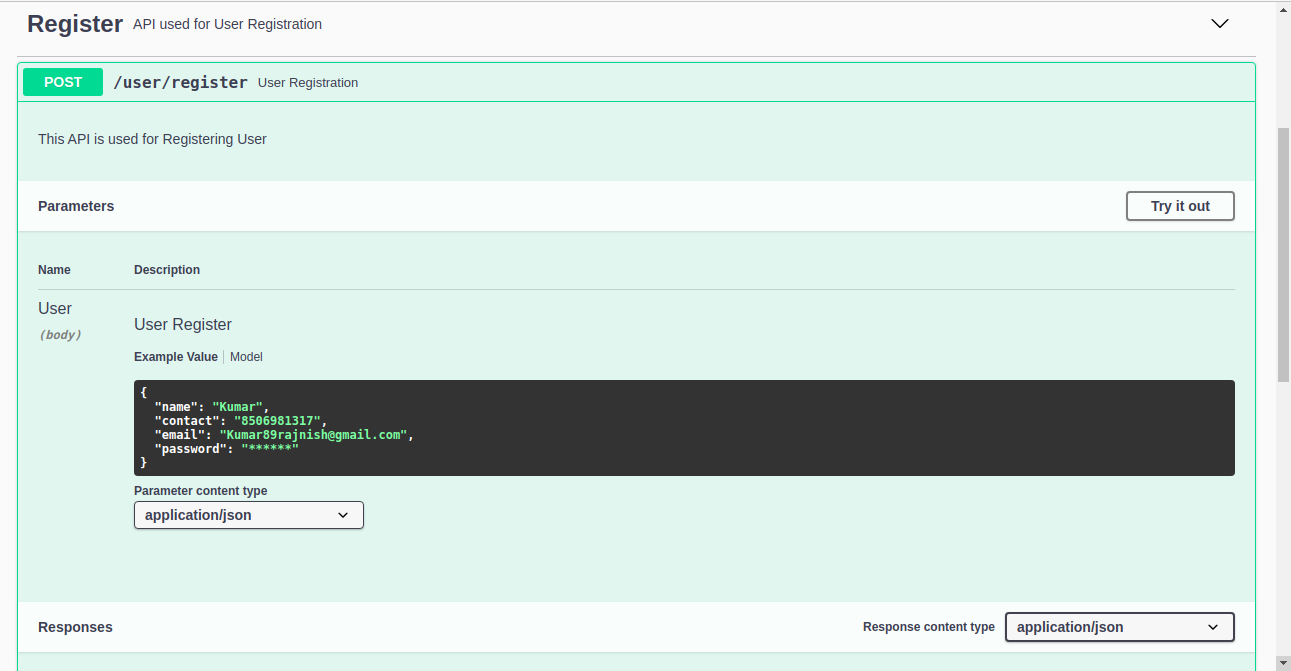 Register API used for User Registration
POST /user/register User Registration
This API is used for Registering User
Parameters Try it out
Name Description
User
(body)
User Register
Example Value Model
{
"name": "Kumar",
"contact": "8506981317",
"email": "Kumar89rajnish@gmail.com",
"password": "******"
}
Parameter content type
application/json
Responses Response content type application/json